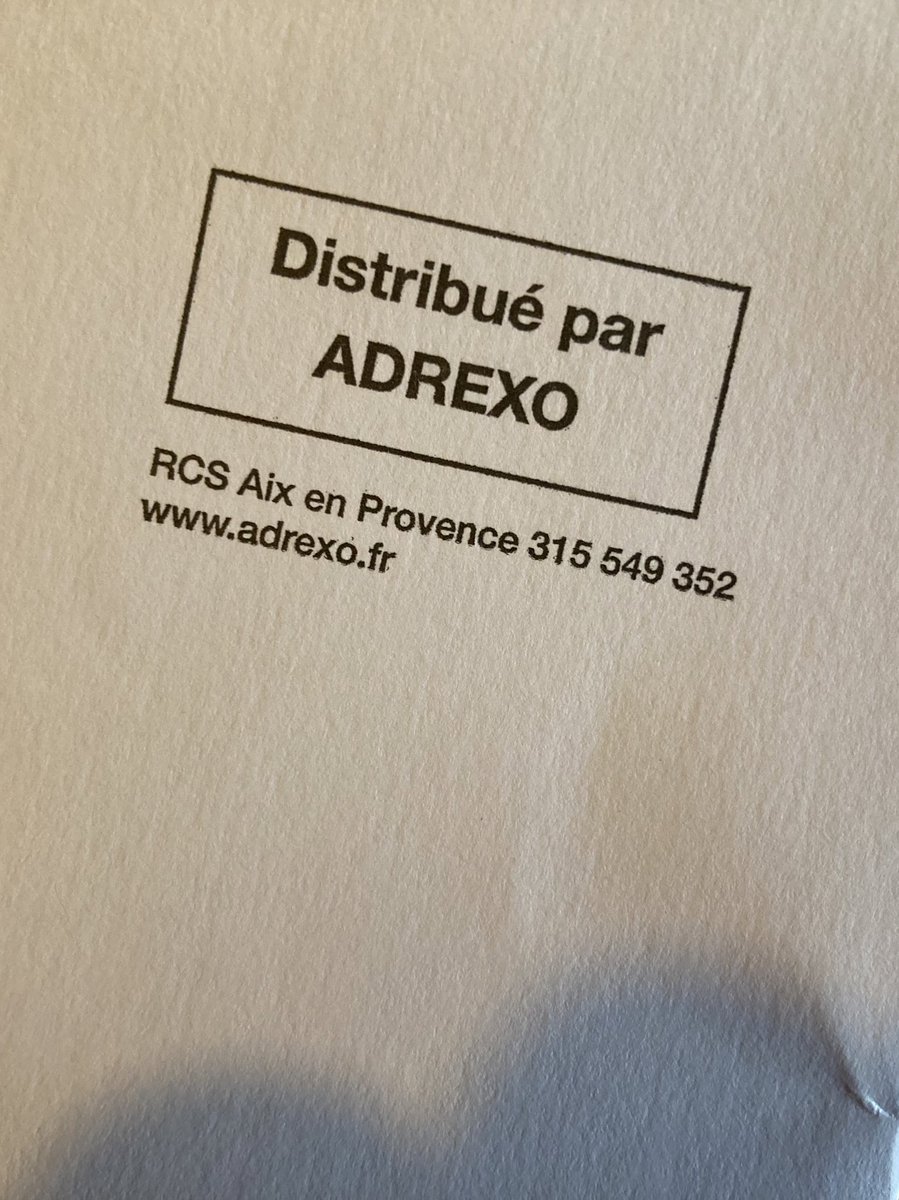 Distribué par
ADREXO
RCS Aix en Provence 315 549 352
www.adrexo.fr